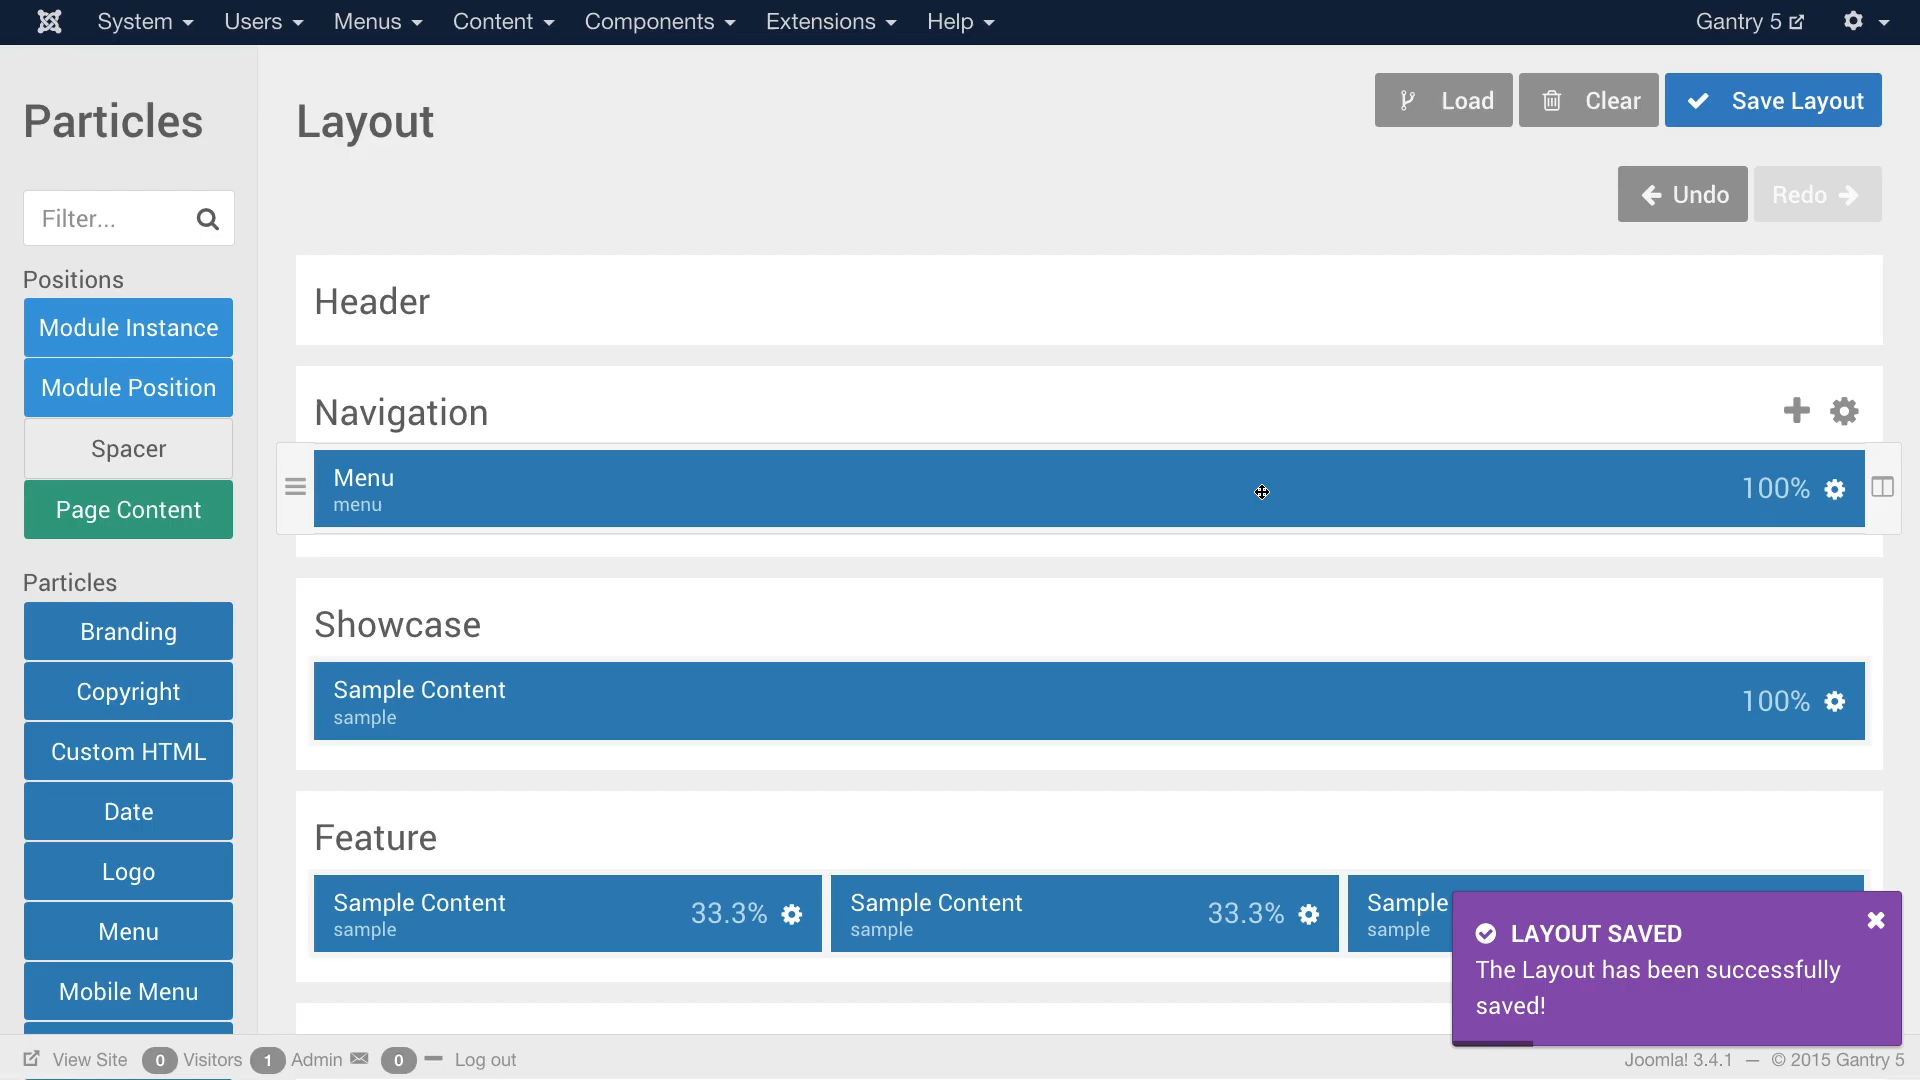 System Users Menus Content Components Extensions Help Gantry 5
Particles
Layout
Load Clear Save Layout
Undo Redo
Filter...
Positions
Module Instance
Module Position
Spacer
Page Content
Particles
Branding
Copyright
Custom HTML
Date
Logo
Menu
Mobile Menu
Header
Navigation
Menu 100%
menu
Showcase
Sample Content 100%
sample
Feature
Sample Content 33.3%
sample
Sample Content 33.3%
sample
Sample
sample
LAYOUT SAVED
The Layout has been successfully
saved!
View Site 0 Visitors 1 Admin 0 Log out Joomla! 3.4.1 — © 2015 Gantry 5